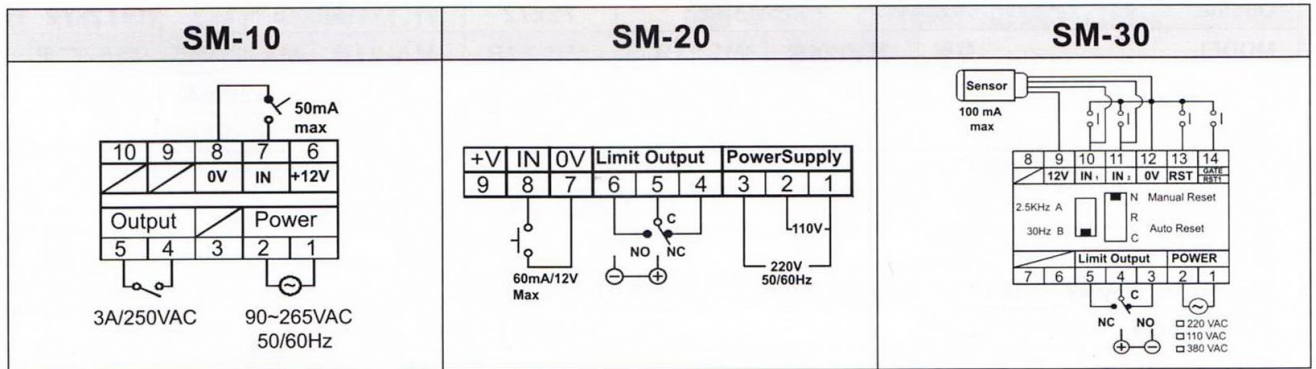 SM-10
SM-20
SM-30
50mA
max
10 9 8 7 6
0V IN +12V
Output Power
5 4 3 2 1
3A/250VAC
90~265VAC
50/60Hz
+V IN 0V Limit Output PowerSupply
9 8 7 6 5 4 3 2 1
C
NO NC
110V
220V
50/60Hz
60mA/12V
Max
Sensor
100 mA
max
8 9 10 11 12 13 14
12V IN 1 IN 2 0V RST GATE
RST1
2.5KHz A
30Hz B
N Manual Reset
R
C Auto Reset
Limit Output POWER
7 6 5 4 3 2 1
C
NC NO
220 VAC
110 VAC
380 VAC